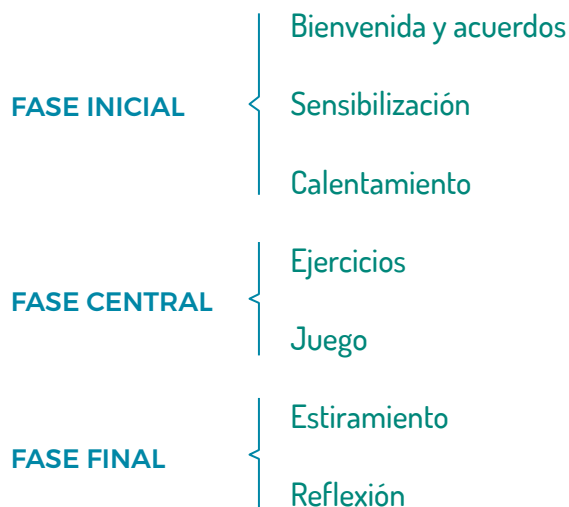 FASE INICIAL
Bienvenida y acuerdos
Sensibilización
Calentamiento
FASE CENTRAL
Ejercicios
Juego
FASE FINAL
Estiramiento
Reflexión